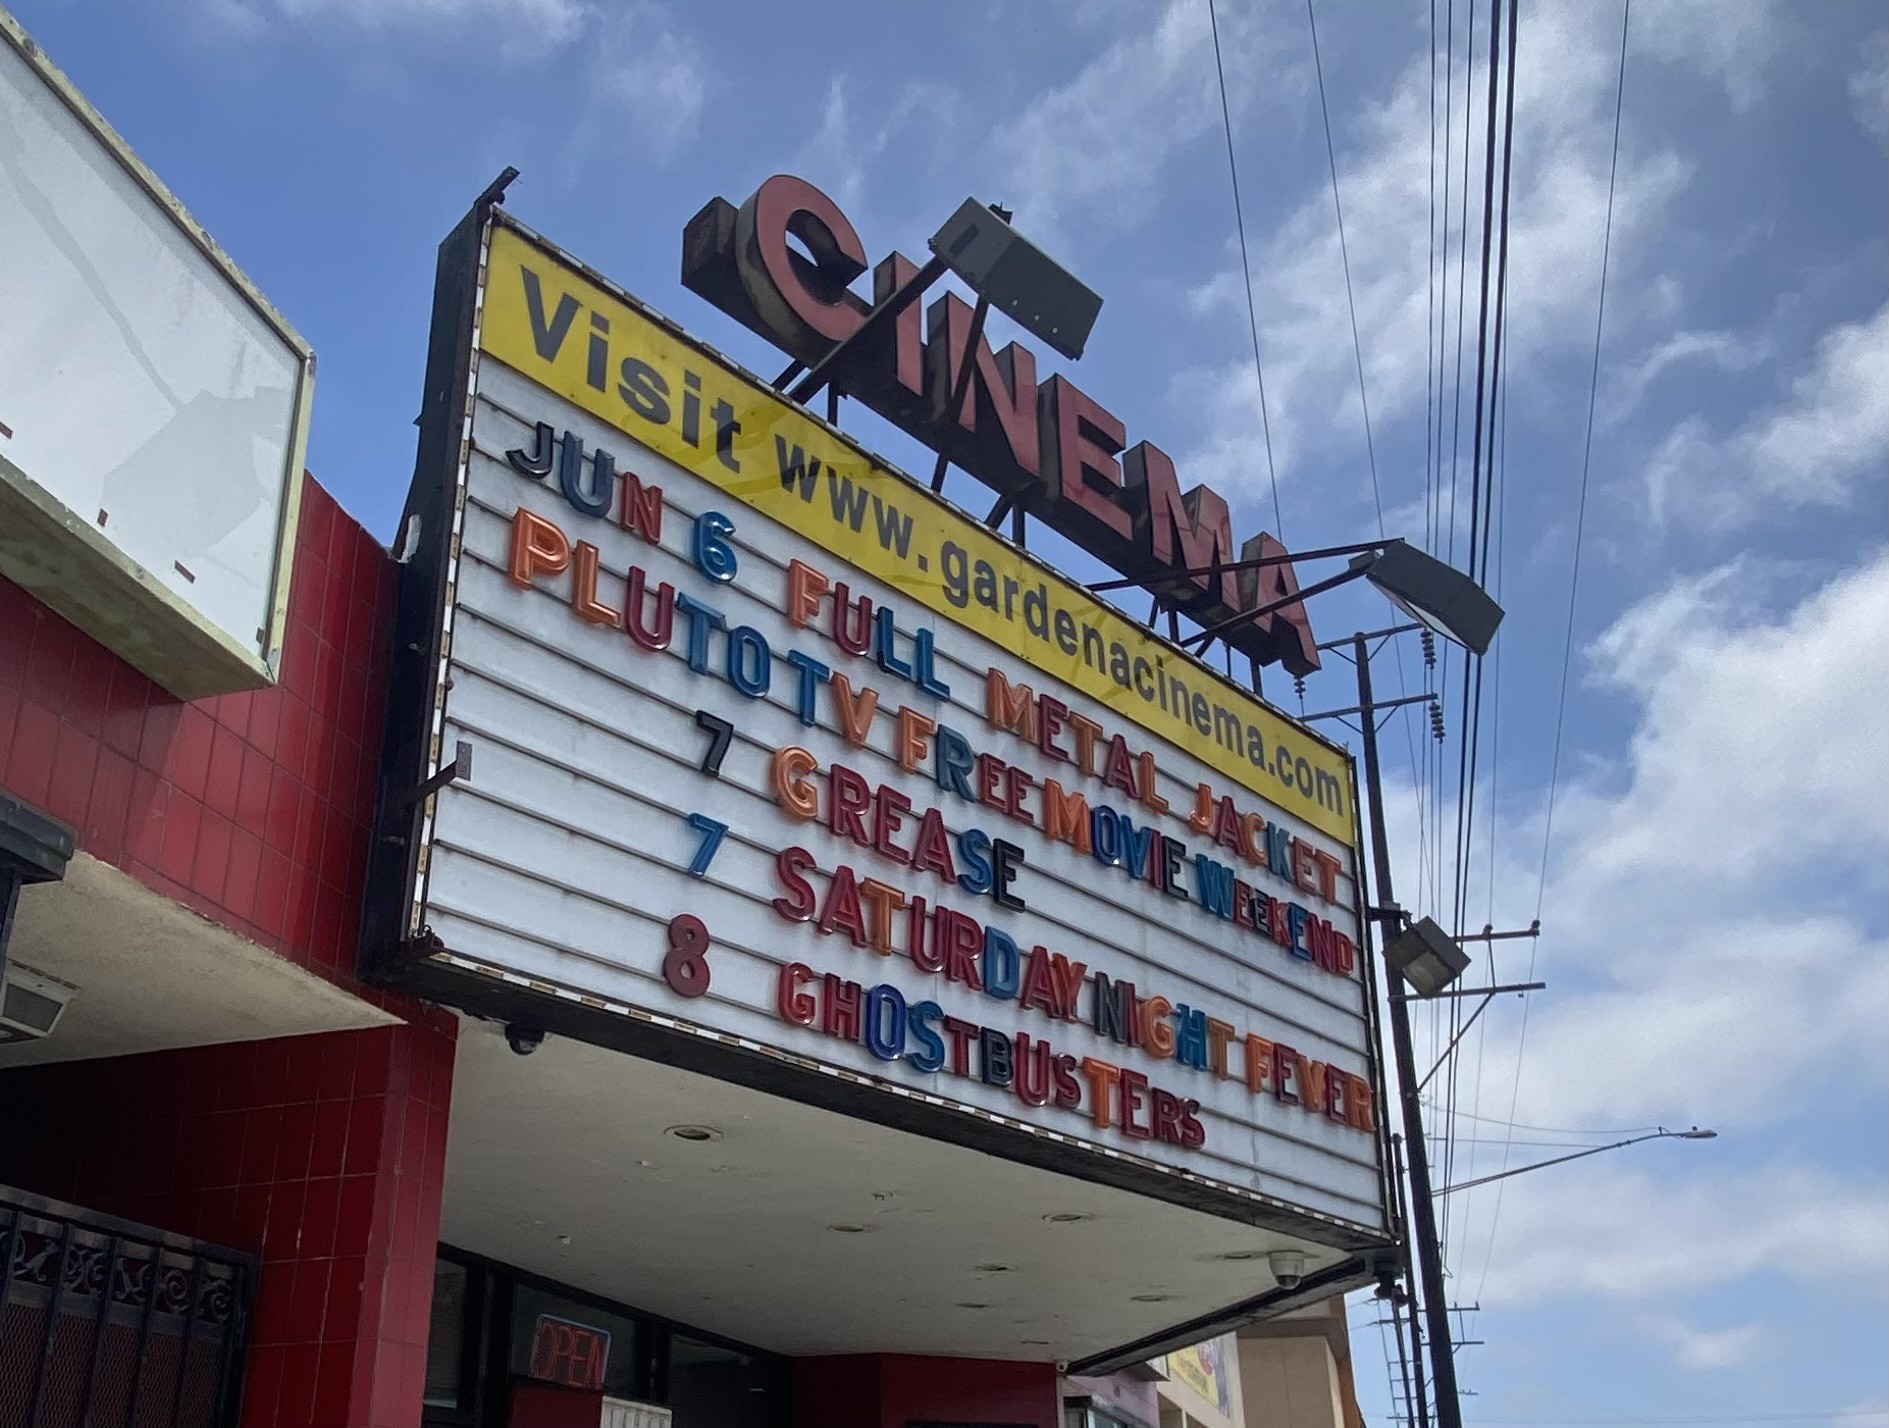 CINEMA
Visit www.gardenacinema.com
JUN 6 FULL METAL JACKET
PLUTO TV FREE MOVIE WEEKEND
7 GREASE
7 SATURDAY NIGHT FEVER
8 GHOSTBUSTERS
OPEN